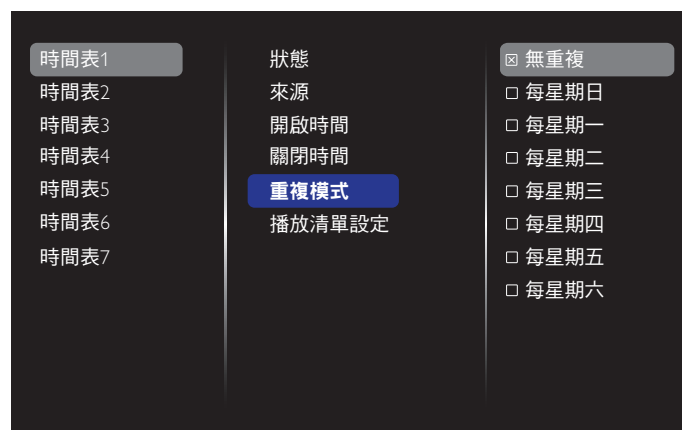 時間表1
時間表2
時間表3
時間表4
時間表5
時間表6
時間表7
狀態
來源
開啟時間
關閉時間
重複模式
播放清單設定
☒ 無重複
☐ 每星期日
☐ 每星期一
☐ 每星期二
☐ 每星期三
☐ 每星期四
☐ 每星期五
☐ 每星期六